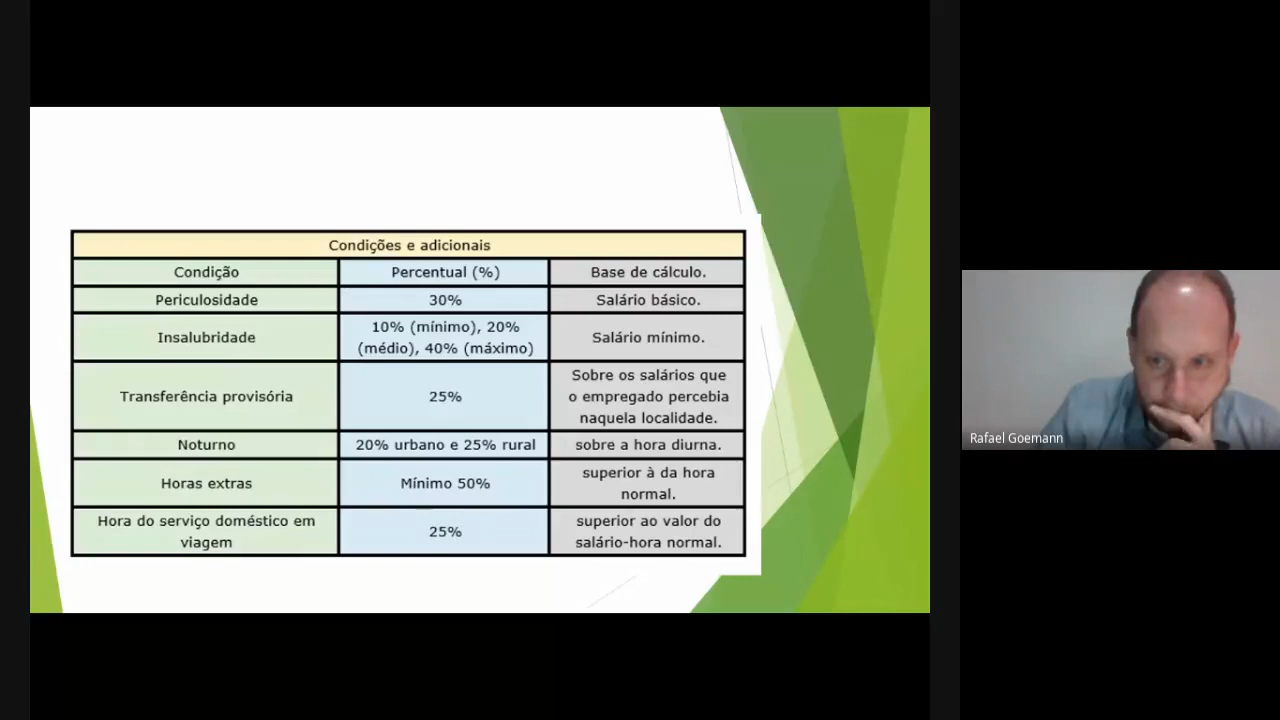 Condições e adicionais
Condição
Percentual (%)
Base de cálculo.
Periculosidade
30%
Salário básico.
Insalubridade
10% (mínimo), 20%
(médio), 40% (máximo)
Salário mínimo.
Transferência provisória
25%
Sobre os salários que
o empregado percebia
naquela localidade.
Noturno
20% urbano e 25% rural
sobre a hora diurna.
Horas extras
Mínimo 50%
superior à da hora
normal.
Hora do serviço doméstico em
viagem
25%
superior ao valor do
salário-hora normal.
Rafael Goemann